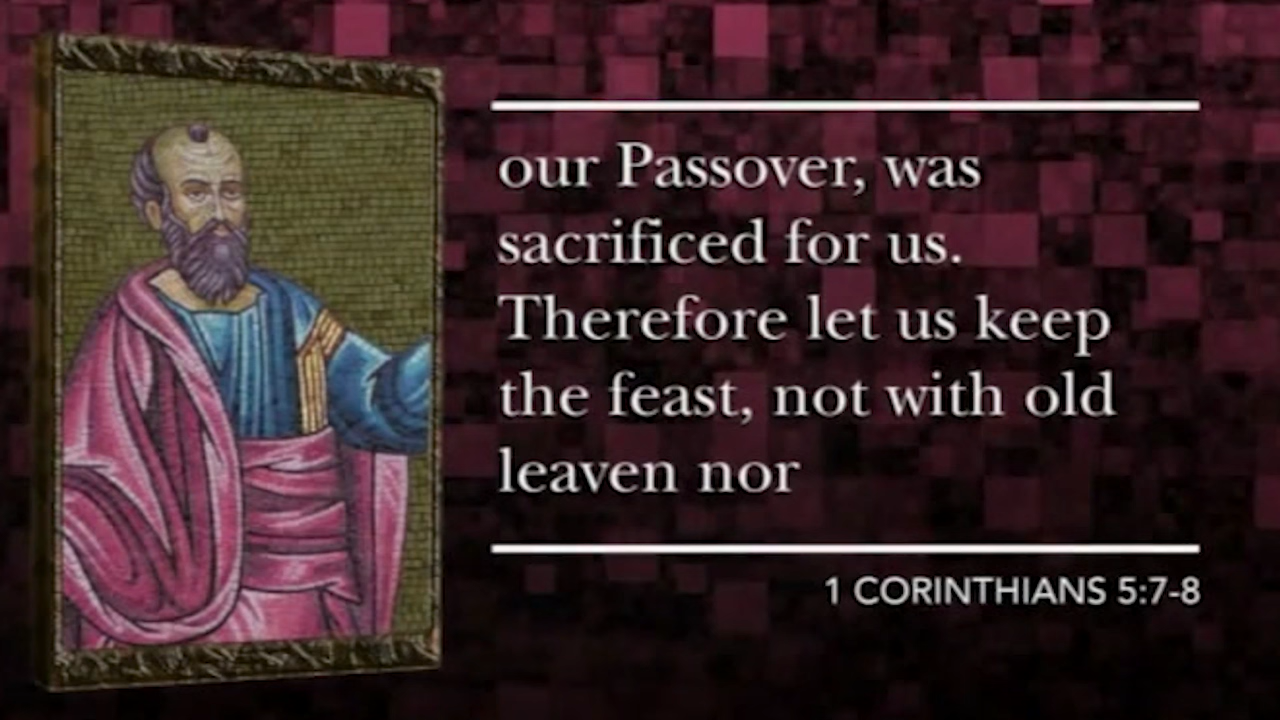 our Passover, was
sacrificed for us.
Therefore let us keep
the feast, not with old
leaven nor
1 CORINTHIANS 5:7-8